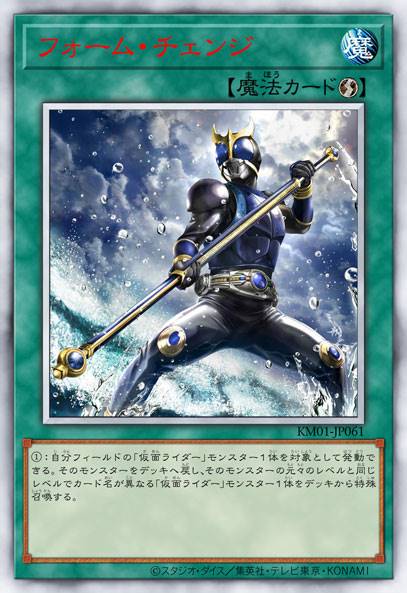 フォーム・チェンジ
魔
【魔法カード】
KM01-JP061
①：自分フィールドの「仮面ライダー」モンスター１体を対象として発動で
きる。そのモンスターをデッキへ戻し、そのモンスターの元々のレベルと同じ
レベルでカード名が異なる「仮面ライダー」モンスター１体をデッキから特殊
召喚する。
©スタジオ・ダイス／集英社・テレビ東京・KONAMI